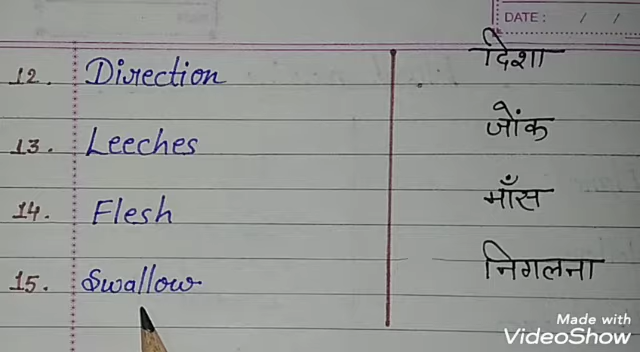 DATE : / /
12. Direction दिशा
13. Leeches जोंक
14. Flesh माँस
15. Swallow निगलना
Made with
VideoShow